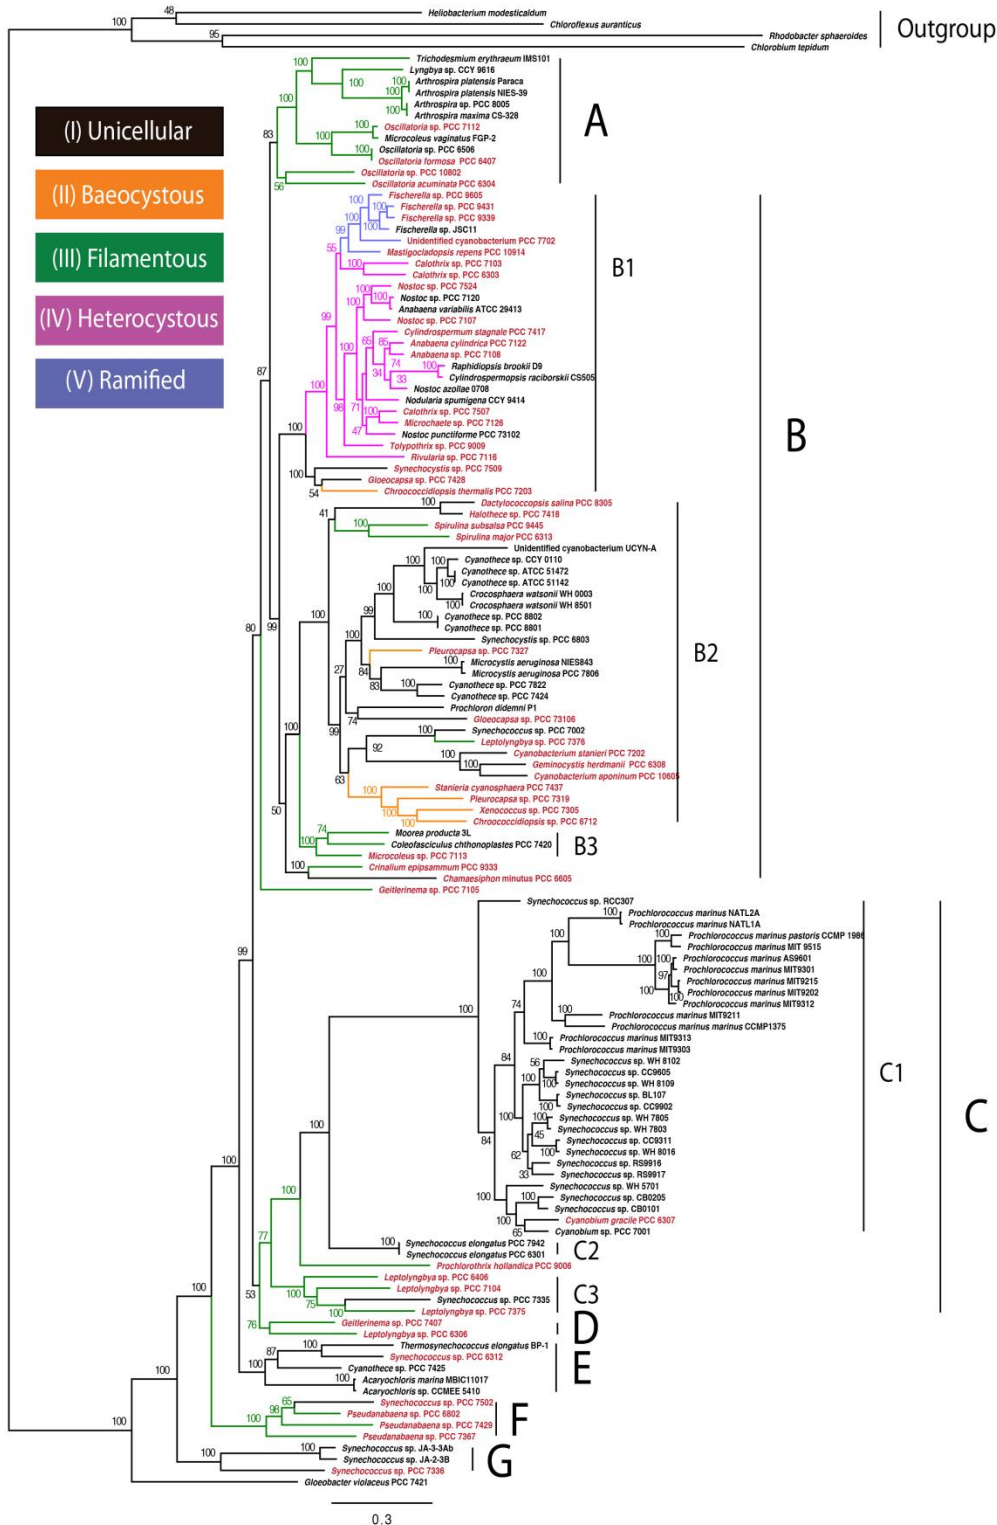 Heliobacterium modesticaldum
Chloroflexus auranticus
Rhodobacter sphaeroides
Chlorobium tepidum
Outgroup
48
100
95
(I) Unicellular
(II) Baeocystous
(III) Filamentous
(IV) Heterocystous
(V) Ramified
Trichodesmium erythraeum IMS101
Lyngbya sp. CCY 9616
Arthrospira platensis Paraca
Arthrospira platensis NIES-39
Arthrospira sp. PCC 8005
Arthrospira maxima CS-328
Oscillatoria sp. PCC 7112
Microcoleus vaginatus FGP-2
Oscillatoria sp. PCC 6506
Oscillatoria formosa PCC 6407
Oscillatoria sp. PCC 10802
Oscillatoria acuminata PCC 6304
A
Fischerella sp. PCC 9605
Fischerella sp. PCC 9431
Fischerella sp. PCC 9339
Fischerella sp. JSC11
Unidentified cyanobacterium PCC 7702
Mastigocladopsis repens PCC 10914
Calothrix sp. PCC 7103
Calothrix sp. PCC 6303
Nostoc sp. PCC 7524
Nostoc sp. PCC 7120
Anabaena variabilis ATCC 29413
Nostoc sp. PCC 7107
Cylindrospermum stagnale PCC 7417
Anabaena cylindrica PCC 7122
Anabaena sp. PCC 7108
Raphidiopsis brookii D9
Cylindrospermopsis raciborskii CS505
Nostoc azollae 0708
Nodularia spumigena CCY 9414
Calothrix sp. PCC 7507
Microchaete sp. PCC 7126
Nostoc punctiforme PCC 73102
Tolypothrix sp. PCC 9009
Rivularia sp. PCC 7116
Synechocystis sp. PCC 7509
Gloeocapsa sp. PCC 7428
Chroococcidiopsis thermalis PCC 7203
B1
B
Dactylococcopsis salina PCC 8305
Halothece sp. PCC 7418
Spirulina subsalsa PCC 9445
Spirulina major PCC 6313
Unidentified cyanobacterium UCYN-A
Cyanothece sp. CCY 0110
Cyanothece sp. ATCC 51472
Cyanothece sp. ATCC 51142
Crocosphaera watsonii WH 0003
Crocosphaera watsonii WH 8501
Cyanothece sp. PCC 8802
Cyanothece sp. PCC 8801
Synechocystis sp. PCC 6803
Pleurocapsa sp. PCC 7327
Microcystis aeruginosa NIES843
Microcystis aeruginosa PCC 7806
Cyanothece sp. PCC 7822
Cyanothece sp. PCC 7424
Prochloron didemni P1
Gloeocapsa sp. PCC 73106
Synechococcus sp. PCC 7002
Leptolyngbya sp. PCC 7376
Cyanobacterium stanieri PCC 7202
Geminocystis herdmanii PCC 6308
Cyanobacterium aponinum PCC 10605
Stanieria cyanosphaera PCC 7437
Pleurocapsa sp. PCC 7319
Xenococcus sp. PCC 7305
Chroococcidiopsis sp. PCC 6712
B2
Moorea producta 3L
Coleofasciculus chthonoplastes PCC 7420
Microcoleus sp. PCC 7113
B3
Crinalium epipsammum PCC 9333
Chamaesiphon minutus PCC 6605
Geitlerinema sp. PCC 7105
Synechococcus sp. RCC307
Prochlorococcus marinus NATL2A
Prochlorococcus marinus NATL1A
Prochlorococcus marinus pastoris CCMP 1986
Prochlorococcus marinus MIT 9515
Prochlorococcus marinus AS9601
Prochlorococcus marinus MIT9301
Prochlorococcus marinus MIT9215
Prochlorococcus marinus MIT9202
Prochlorococcus marinus MIT9312
Prochlorococcus marinus MIT9211
Prochlorococcus marinus marinus CCMP1375
Prochlorococcus marinus MIT9313
Prochlorococcus marinus MIT9303
Synechococcus sp. WH 8102
Synechococcus sp. CC9605
Synechococcus sp. WH 8109
Synechococcus sp. BL107
Synechococcus sp. CC9902
Synechococcus sp. WH 7805
Synechococcus sp. WH 7803
Synechococcus sp. CC9311
Synechococcus sp. WH 8016
Synechococcus sp. RS9916
Synechococcus sp. RS9917
Synechococcus sp. WH 5701
Synechococcus sp. CB0205
Synechococcus sp. CB0101
Cyanobium gracile PCC 6307
Cyanobium sp. PCC 7001
C1
C
Synechococcus elongatus PCC 7942
Synechococcus elongatus PCC 6301
C2
Prochlorothrix hollandica PCC 9006
Leptolyngbya sp. PCC 6406
Leptolyngbya sp. PCC 7104
Synechococcus sp. PCC 7335
Leptolyngbya sp. PCC 7375
C3
Geitlerinema sp. PCC 7407
Leptolyngbya sp. PCC 6306
D
Thermosynechococcus elongatus BP-1
Synechococcus sp. PCC 6312
Cyanothece sp. PCC 7425
Acaryochloris marina MBIC11017
Acaryochloris sp. CCMEE 5410
E
Synechococcus sp. PCC 7502
Pseudanabaena sp. PCC 6802
Pseudanabaena sp. PCC 7429
Pseudanabaena sp. PCC 7367
F
Synechococcus sp. JA-3-3Ab
Synechococcus sp. JA-2-3B
Synechococcus sp. PCC 7336
G
Gloeobacter violaceus PCC 7421
0.3